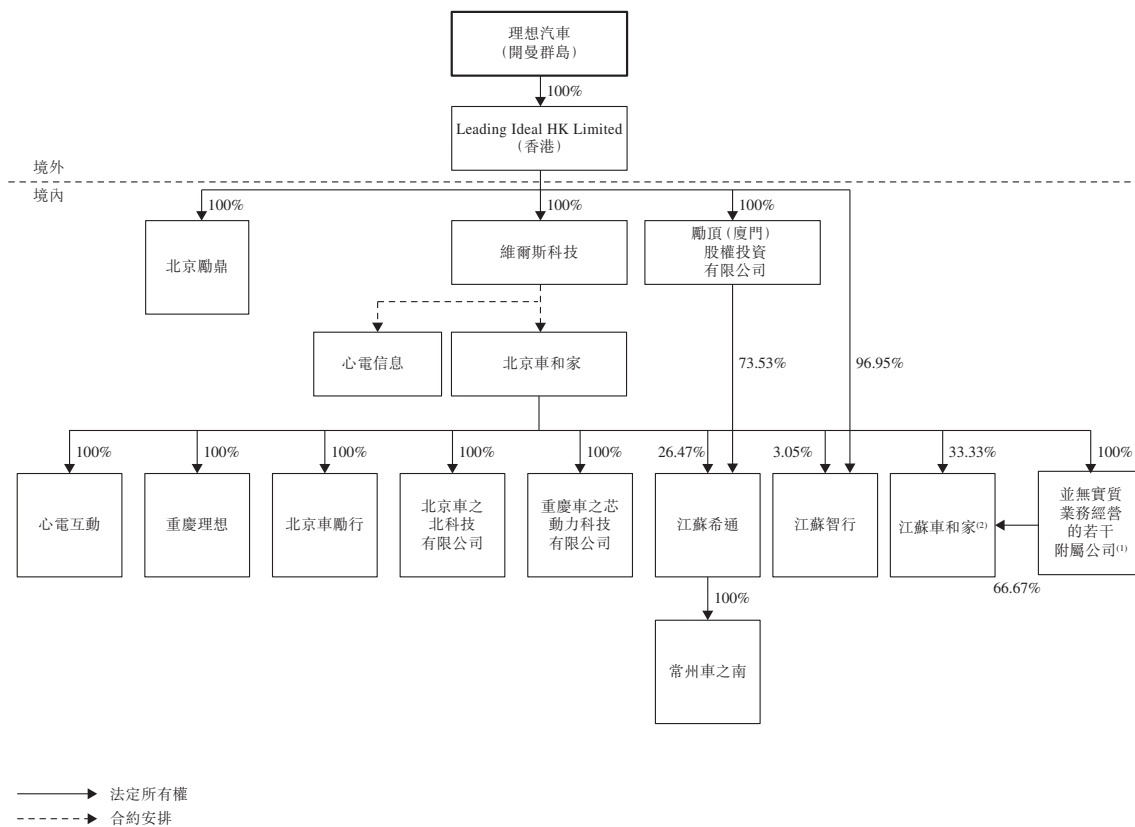 理想汽車
(開曼群島)
100%
Leading Ideal HK Limited
(香港)
境外
境內
100%
100%
100%
北京勵鼎
維爾斯科技
勵頂(廈門)
股權投資
有限公司
心電信息
北京車和家
73.53%
96.95%
100%
100%
100%
100%
100%
26.47%
3.05%
33.33%
100%
心電互動
重慶理想
北京車勵行
北京車之
北科技
有限公司
重慶車之芯
動力科技
有限公司
江蘇希通
江蘇智行
江蘇車和家(2)
並無實質
業務經營
的若干
附屬公司(1)
66.67%
100%
常州車之南
法定所有權
合約安排